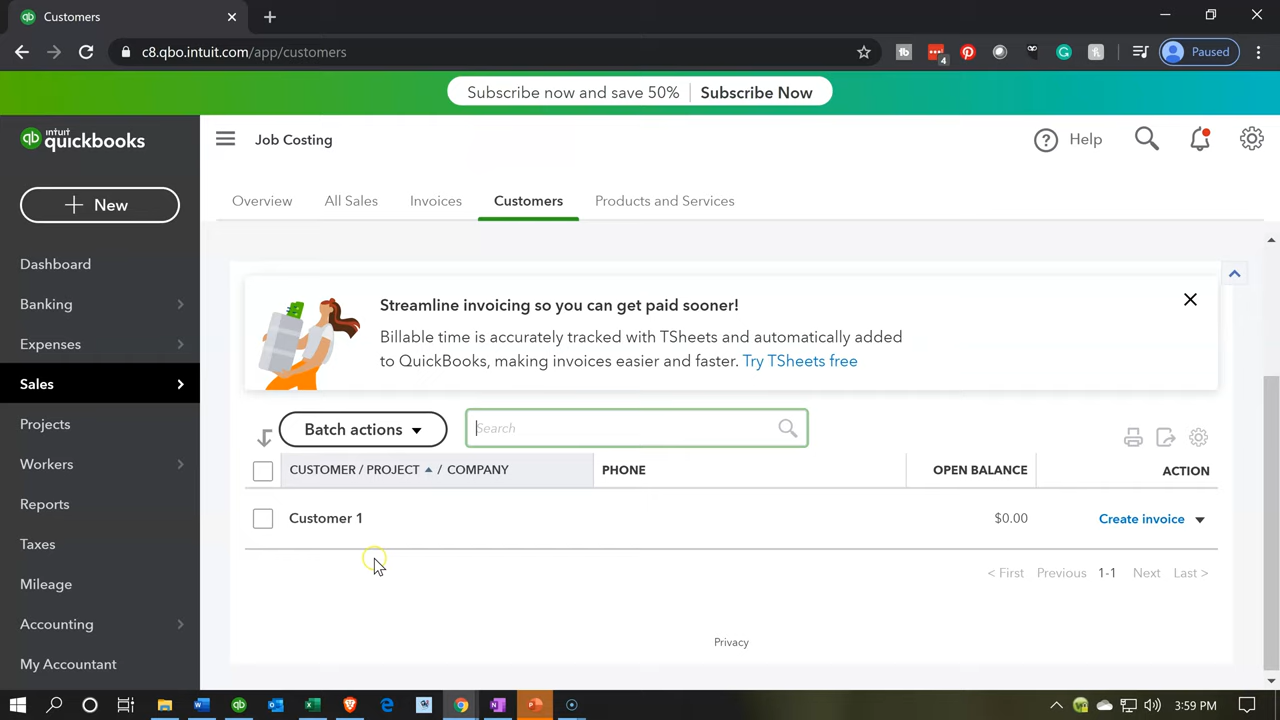 Customers
c8.qbo.intuit.com/app/customers
4
Paused
Subscribe now and save 50% Subscribe Now
intuit
quickbooks
Job Costing
Help
New
Overview All Sales Invoices Customers Products and Services
Dashboard
Banking
Expenses
Sales
Projects
Workers
Reports
Taxes
Mileage
Accounting
My Accountant
Streamline invoicing so you can get paid sooner!
Billable time is accurately tracked with TSheets and automatically added
to QuickBooks, making invoices easier and faster. Try TSheets free
Batch actions Search
CUSTOMER / PROJECT / COMPANY PHONE OPEN BALANCE ACTION
Customer 1 $0.00 Create invoice
< First Previous 1-1 Next Last >
Privacy
3:59 PM